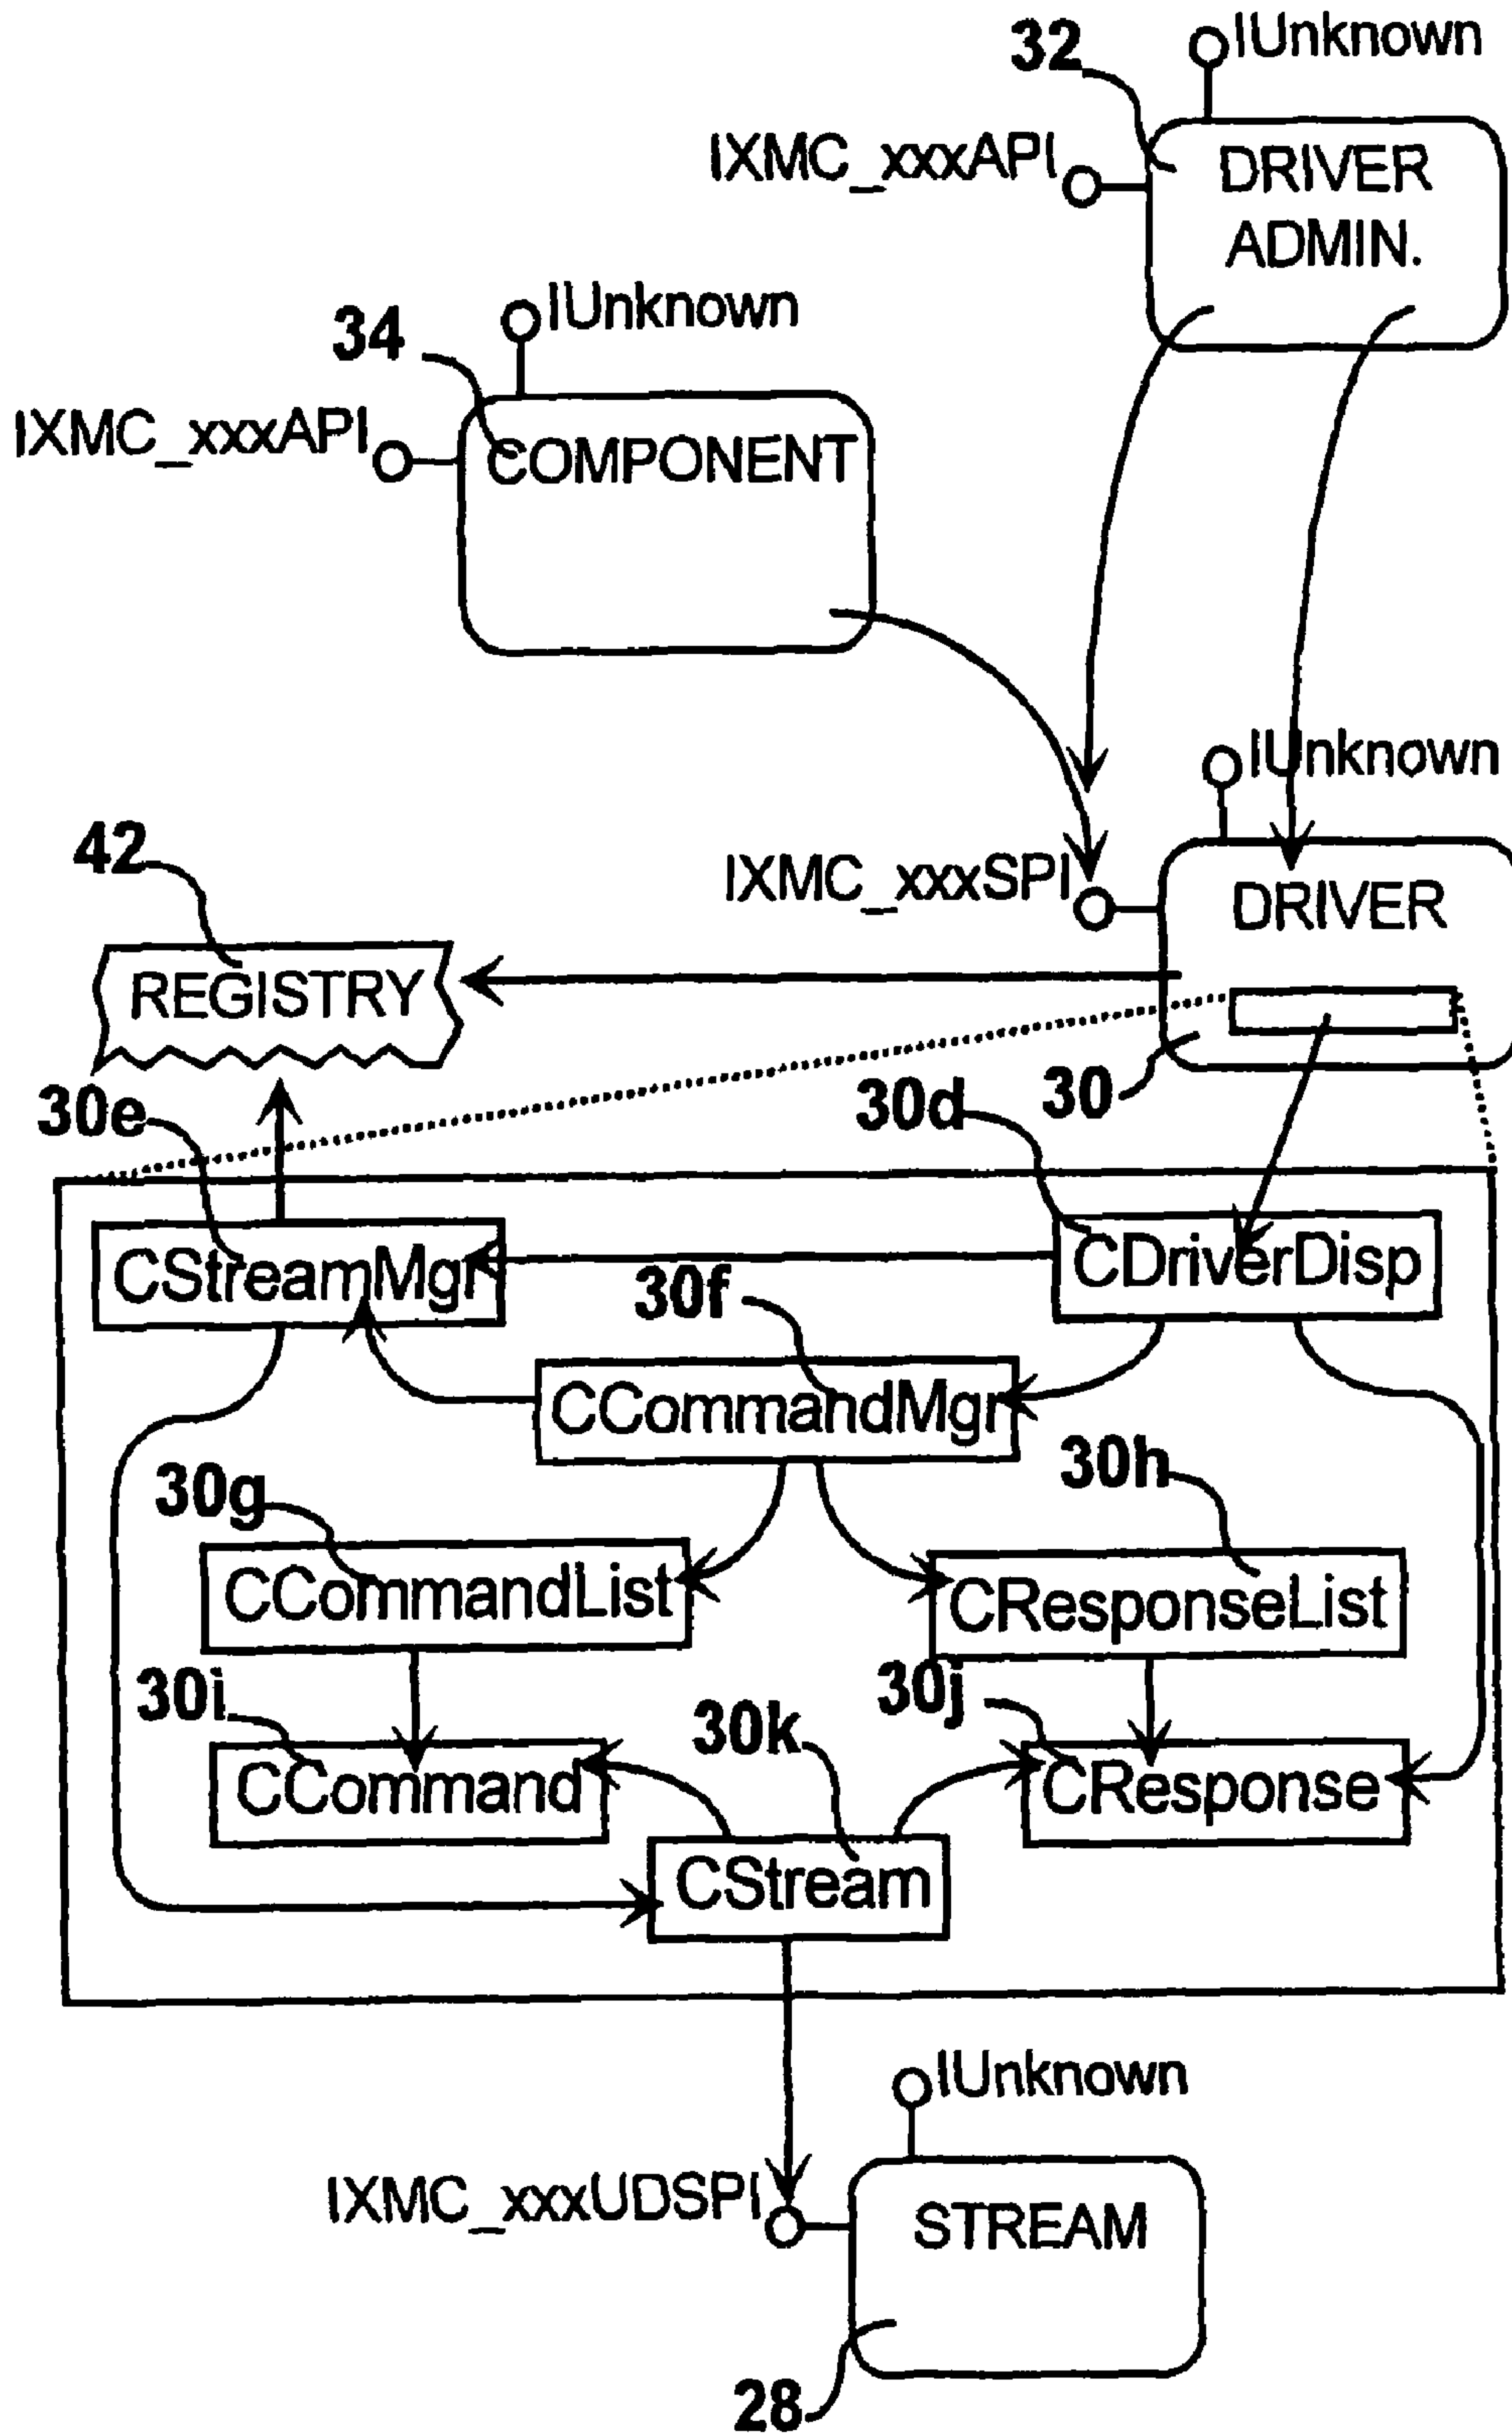 IUnknown
32
IXMC_xxxAPI
DRIVER
ADMIN.
IUnknown
34
IXMC_xxxAPI
COMPONENT
IUnknown
42
IXMC_xxxSPI
DRIVER
REGISTRY
30
30e
30d
CStreamMgr
CDriverDisp
30f
CCommandMgr
30g
30h
CCommandList
CResponseList
30i
30k
30j
CCommand
CResponse
CStream
IUnknown
IXMC_xxxUDSPI
STREAM
28